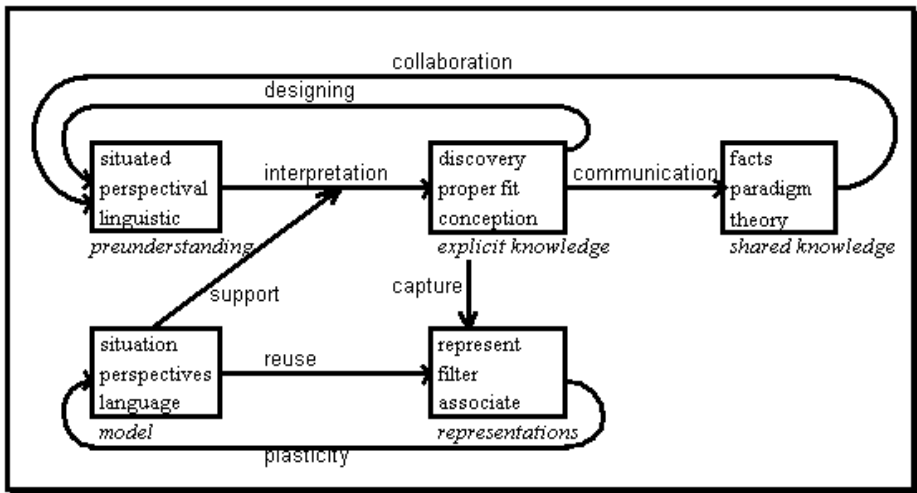 collaboration
designing
situated
perspectival
linguistic
preunderstanding
interpretation
discovery
proper fit
conception
explicit knowledge
communication
facts
paradigm
theory
shared knowledge
support
capture
situation
perspectives
language
model
reuse
represent
filter
associate
representations
plasticity